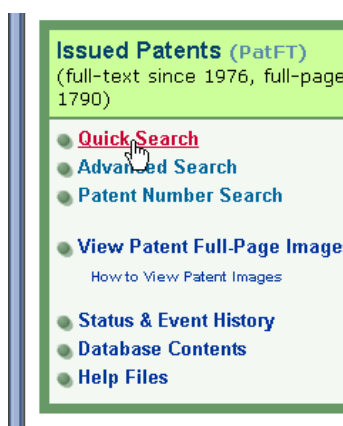 Issued Patents (PatFT)
(full-text since 1976, full-page
1790)
Quick Search
Advanced Search
Patent Number Search
View Patent Full-Page Image
How to View Patent Images
Status & Event History
Database Contents
Help Files